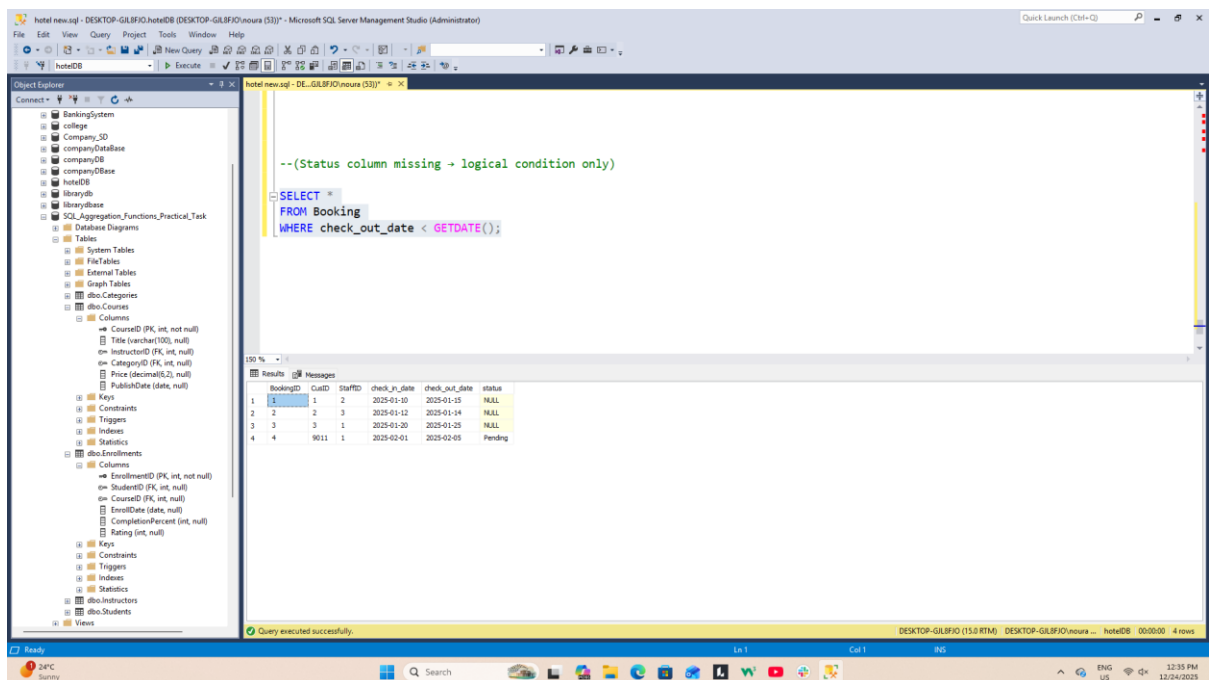 hotel new.sql - DESKTOP-GJL8FJO.hotelDB (DESKTOP-GJL8FJO\noura (53))* - Microsoft SQL Server Management Studio (Administrator)
Quick Launch (Ctrl+Q)
File Edit View Query Project Tools Window Help
New Query
hotelDB
Execute
Object Explorer
hotel new.sql - DE...GJL8FJO\noura (53))*
Connect
BankingSystem
college
Company_SD
companyDataBase
companyDB
companyDBase
hotelDB
librarydb
librarydbase
SQL_Aggregation_Functions_Practical_Task
Database Diagrams
Tables
System Tables
FileTables
External Tables
Graph Tables
dbo.Categories
dbo.Courses
Columns
CourseID (PK, int, not null)
Title (varchar(100), null)
InstructorID (FK, int, null)
CategoryID (FK, int, null)
Price (decimal(6,2), null)
PublishDate (date, null)
Keys
Constraints
Triggers
Indexes
Statistics
dbo.Enrollments
Columns
EnrollmentID (PK, int, not null)
StudentID (FK, int, null)
CourseID (FK, int, null)
EnrollDate (date, null)
CompletionPercent (int, null)
Rating (int, null)
Keys
Constraints
Triggers
Indexes
Statistics
dbo.Instructors
dbo.Students
Views
--(Status column missing → logical condition only)
SELECT *
FROM Booking
WHERE check_out_date < GETDATE();
150 %
Results Messages
BookingID CusID StaffID check_in_date check_out_date status
1 1 1 2 2025-01-10 2025-01-15 NULL
2 2 2 3 2025-01-12 2025-01-14 NULL
3 3 3 1 2025-01-20 2025-01-25 NULL
4 4 9011 1 2025-02-01 2025-02-05 Pending
Query executed successfully.
DESKTOP-GJL8FJO (15.0 RTM) DESKTOP-GJL8FJO\noura ... hotelDB 00:00:00 4 rows
Ready
Ln 1 Col 1 INS
1
24°C
Sunny
Search
ENG
US
12:35 PM
12/24/2025